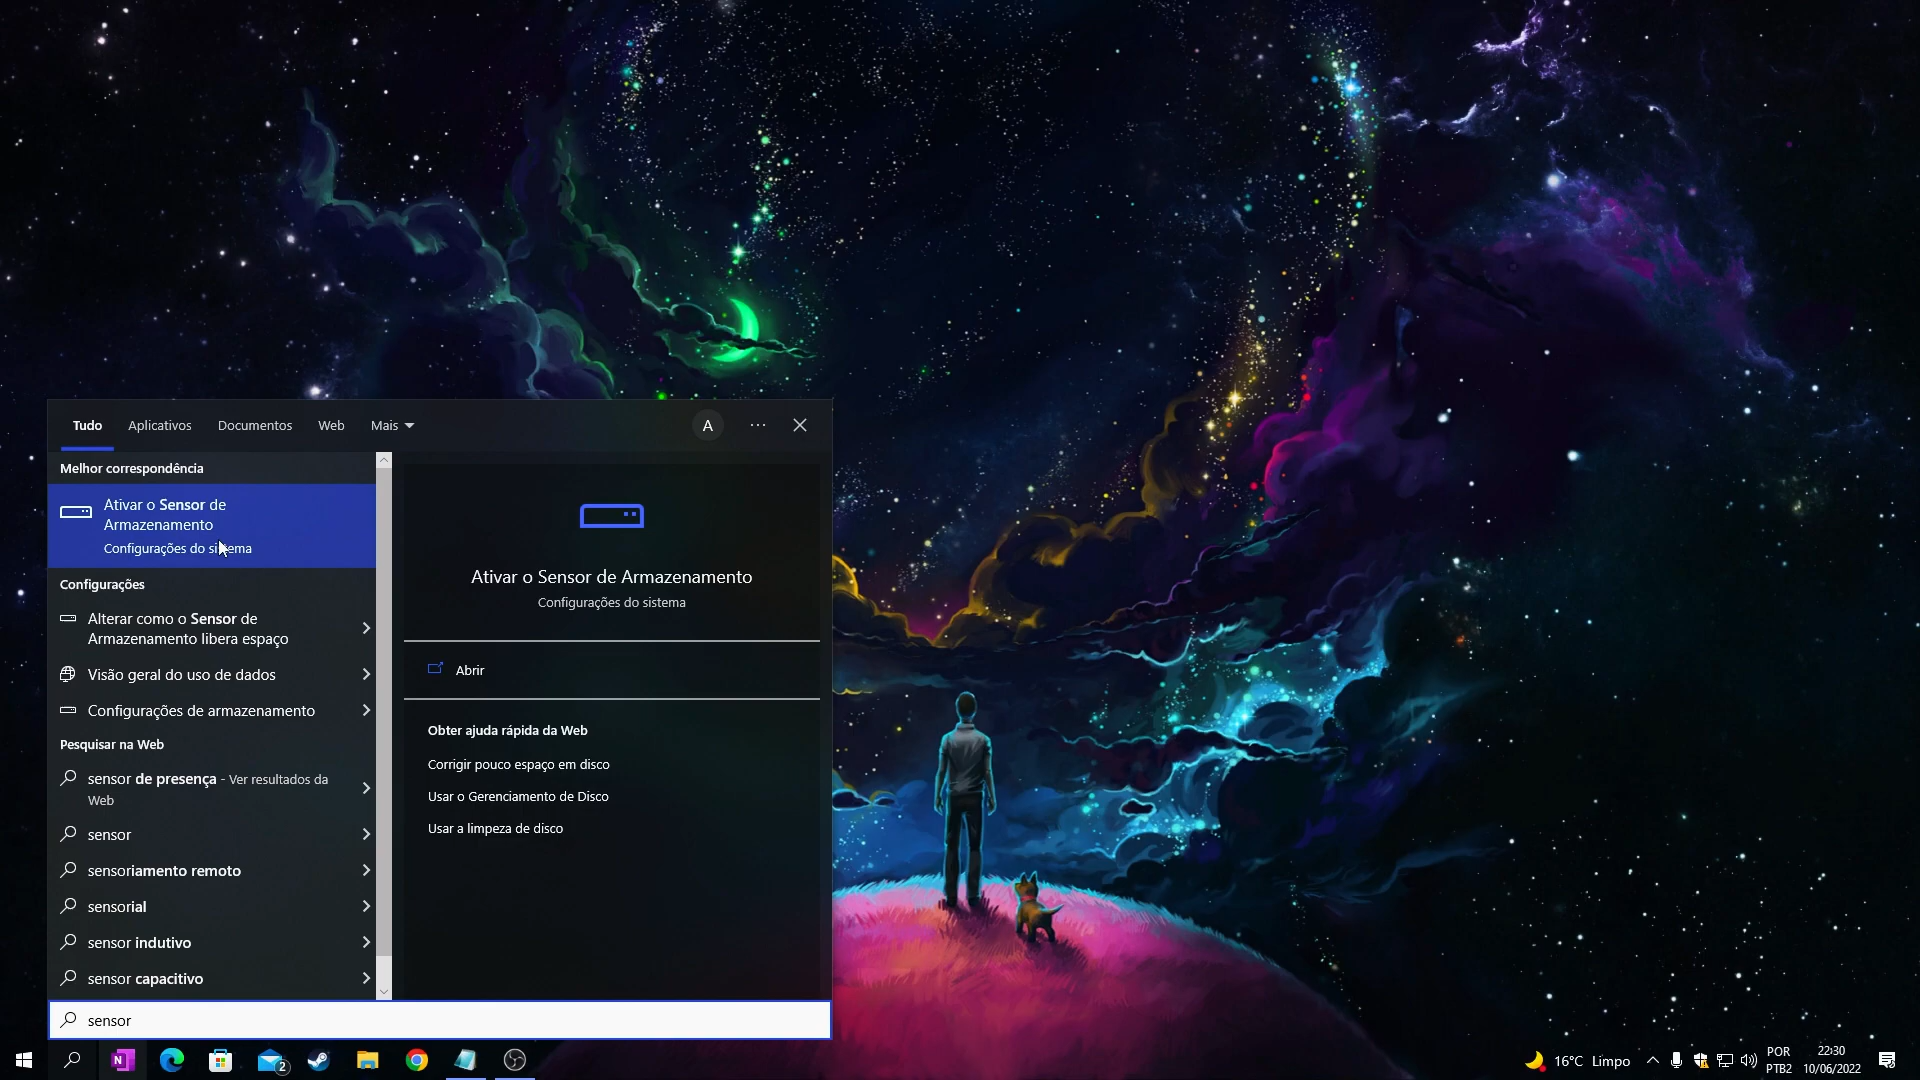 Tudo Aplicativos Documentos Web Mais A ...
Melhor correspondência
Ativar o Sensor de
Armazenamento
Configurações do sistema
Configurações
Alterar como o Sensor de
Armazenamento libera espaço
Visão geral do uso de dados
Configurações de armazenamento
Pesquisar na Web
sensor de presença - Ver resultados da
Web
sensor
sensoriamento remoto
sensorial
sensor indutivo
sensor capacitivo
Ativar o Sensor de Armazenamento
Configurações do sistema
Abrir
Obter ajuda rápida da Web
Corrigir pouco espaço em disco
Usar o Gerenciamento de Disco
Usar a limpeza de disco
sensor
N
2
16°C Limpo
POR
PTB2
22:30
10/06/2022